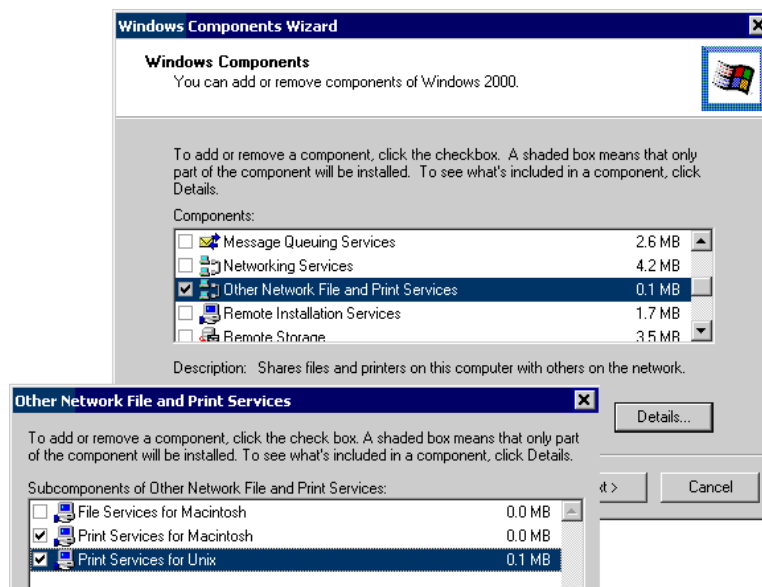 Windows Components Wizard
Windows Components
You can add or remove components of Windows 2000.
To add or remove a component, click the checkbox. A shaded box means that only
part of the component will be installed. To see what's included in a component, click
Details.
Components:
Message Queuing Services 2.6 MB
Networking Services 4.2 MB
Other Network File and Print Services 0.1 MB
Remote Installation Services 1.7 MB
Remote Storage 3.5 MB
Description: Shares files and printers on this computer with others on the network.
Details...
xt > Cancel
Other Network File and Print Services
To add or remove a component, click the check box. A shaded box means that only part
of the component will be installed. To see what's included in a component, click Details.
Subcomponents of Other Network File and Print Services:
File Services for Macintosh 0.0 MB
Print Services for Macintosh 0.0 MB
Print Services for Unix 0.1 MB